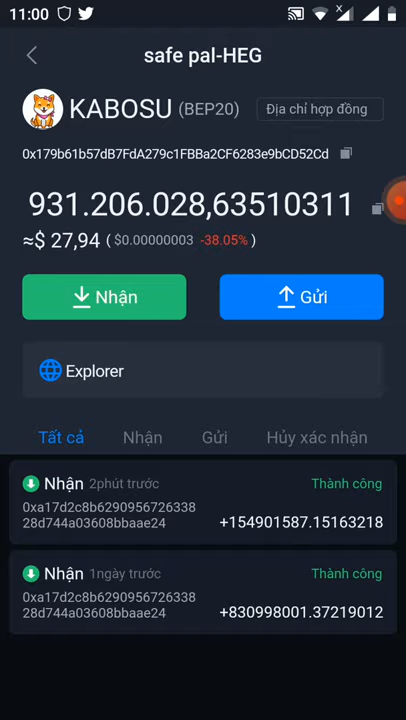 11:00
safe pal-HEG
KABOSU (BEP20) Địa chỉ hợp đồng
0x179b61b57dB7FdA279c1FBBa2CF6283e9bCD52Cd
931.206.028,63510311
≈$ 27,94 ( $0.00000003 -38.05% )
Nhận Gửi
Explorer
Tất cả Nhận Gửi Hủy xác nhận
Nhận 2phút trước Thành công
0xa17d2c8b6290956726338
28d744a03608bbaae24 +154901587.15163218
Nhận 1ngày trước Thành công
0xa17d2c8b6290956726338
28d744a03608bbaae24 +830998001.37219012